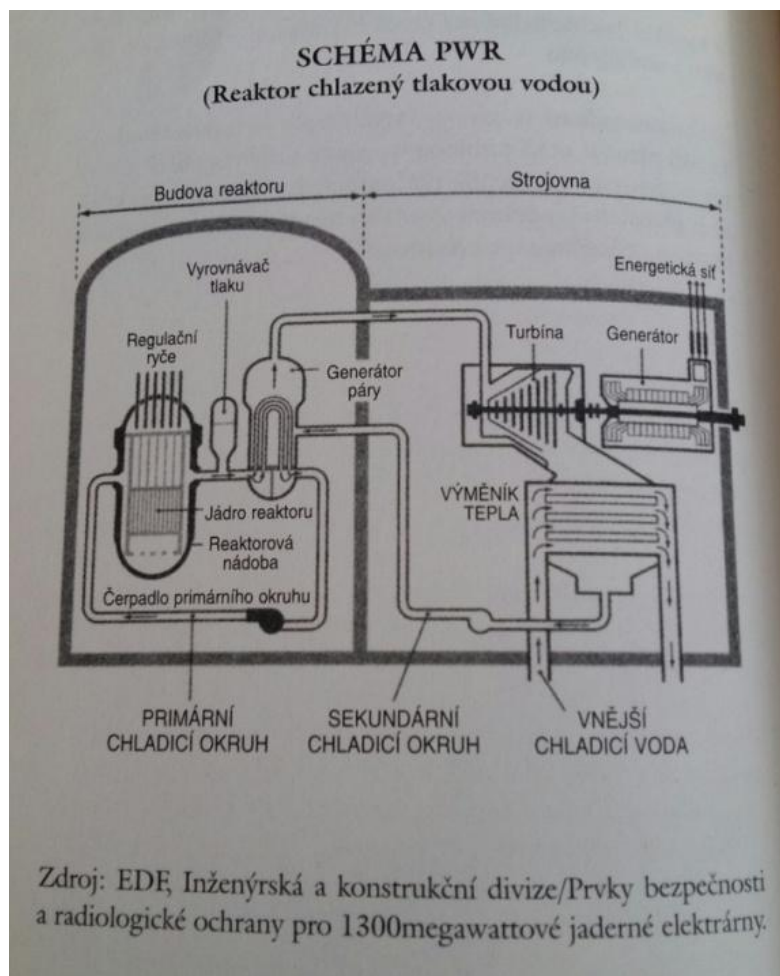 SCHÉMA PWR
(Reaktor chlazený tlakovou vodou)
Budova reaktoru
Strojovna
Vyrovnávač
tlaku
Energetická síť
Regulační
ryče
Generátor
páry
Turbína
Generátor
VÝMĚNÍK
TEPLA
Jádro reaktoru
Reaktorová
nádoba
Čerpadlo primárního okruhu
PRIMÁRNÍ
CHLADICÍ OKRUH
SEKUNDÁRNÍ
CHLADICÍ OKRUH
VNĚJŠÍ
CHLADICÍ VODA
Zdroj: EDF, Inženýrská a konstrukční divize/Prvky bezpečnosti
a radiologické ochrany pro 1300megawattové jaderné elektrárny.